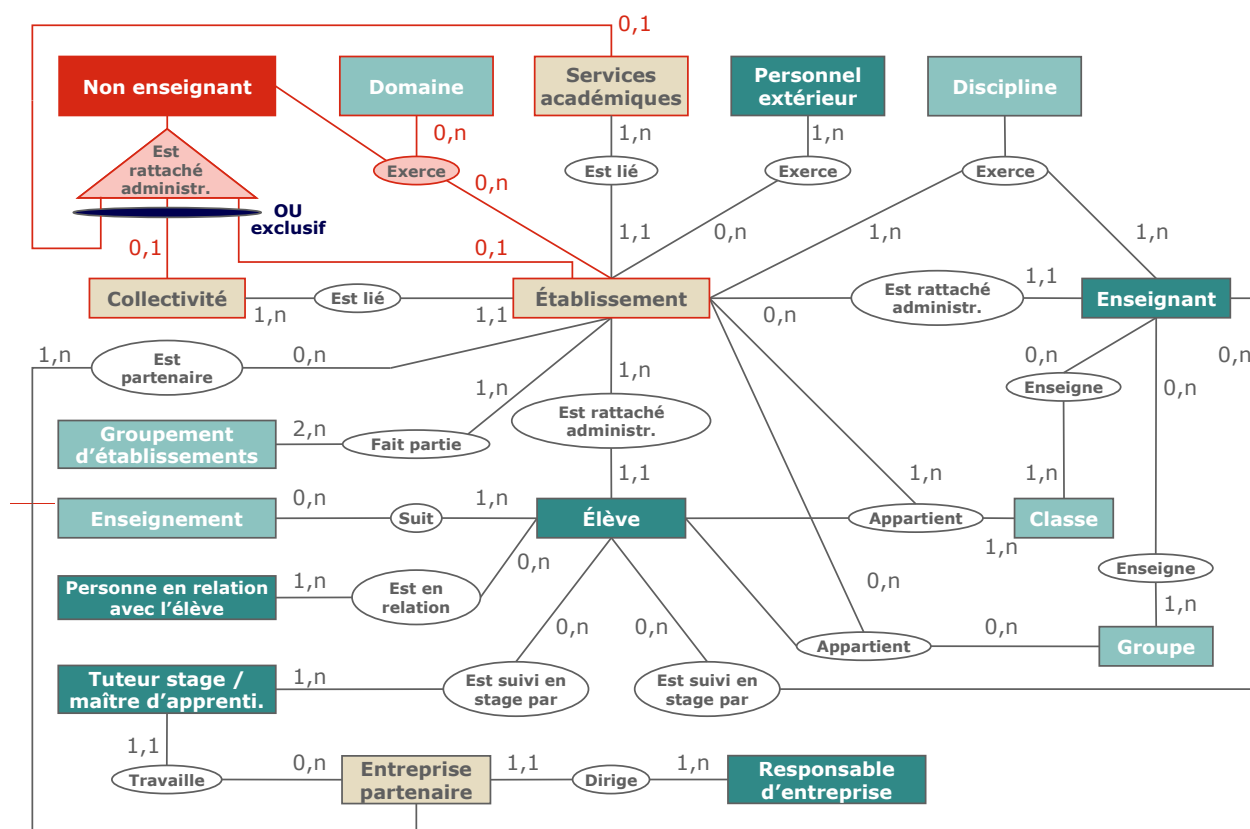 0,1
Non enseignant
Domaine
Services
académiques
Personnel
extérieur
Discipline
0,n
1,n
1,n
Est
rattaché
administr.
Exerce
Est lié
Exerce
Exerce
0,n
OU
exclusif
0,1
0,1
1,1
0,n
1,n
1,n
Collectivité
Est lié
Établissement
Est rattaché
administr.
1,1
Enseignant
1,n
1,1
0,n
1,n
Est
partenaire
0,n
1,n
1,n
0,n
0,n
0,n
Enseigne
Est rattaché
administr.
Groupement
d'établissements
2,n
Fait partie
1,1
1,n
1,n
Enseignement
0,n
Suit
1,n
Élève
Appartient
Classe
1,n
0,n
Personne en relation
avec l'élève
1,n
Est en
relation
0,n
Enseigne
1,n
0,n
0,n
Appartient
0,n
Groupe
Tuteur stage /
maître d'apprenti.
1,n
Est suivi en
stage par
Est suivi en
stage par
1,1
Travaille
0,n
Entreprise
partenaire
1,1
Dirige
1,n
Responsable
d'entreprise